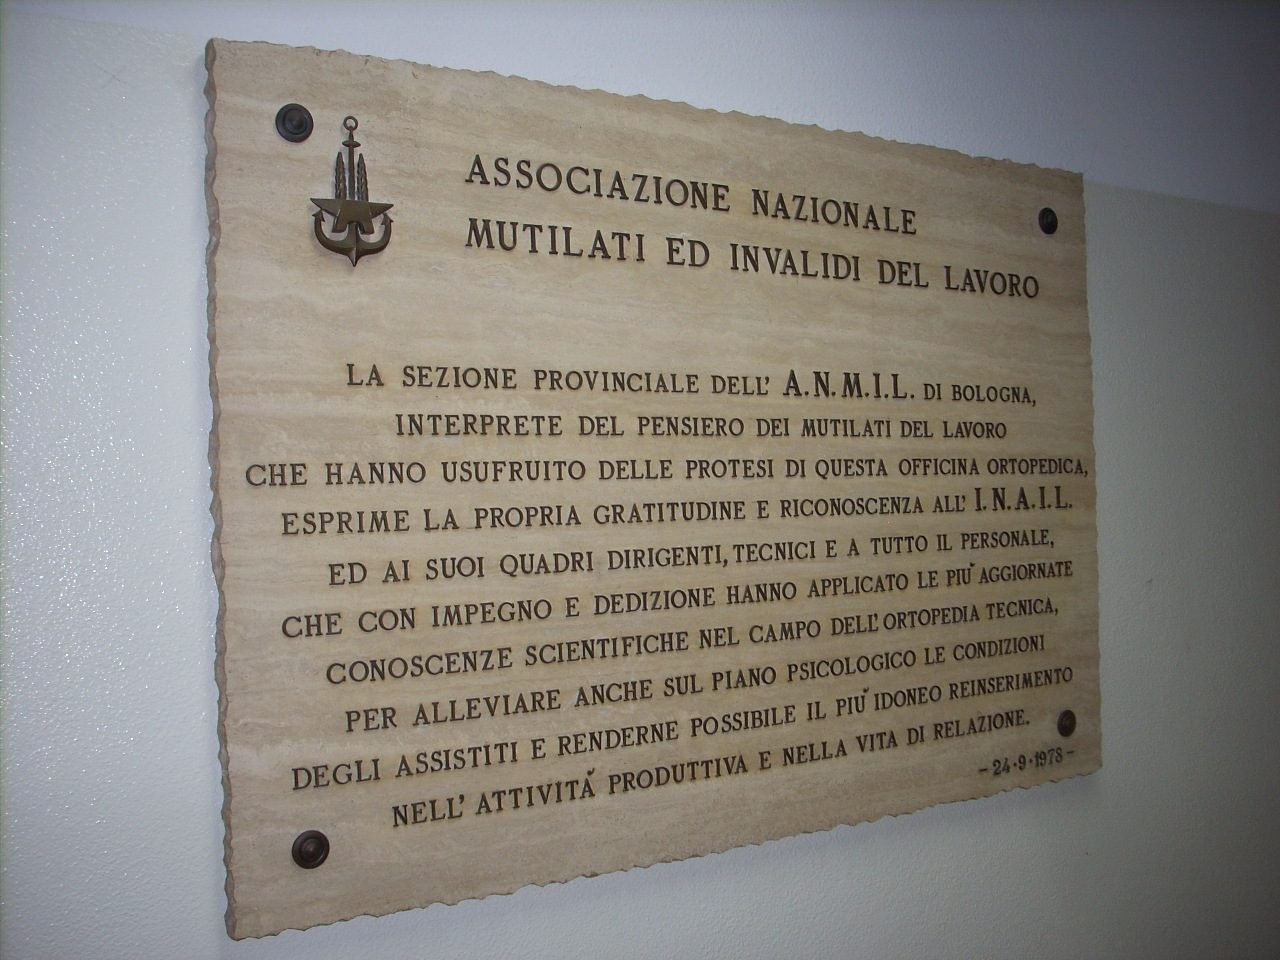 ASSOCIAZIONE NAZIONALE
MUTILATI ED INVALIDI DEL LAVORO
LA SEZIONE PROVINCIALE DELL' A.N.M.I.L. DI BOLOGNA,
INTERPRETE DEL PENSIERO DEI MUTILATI DEL LAVORO
CHE HANNO USUFRUITO DELLE PROTESI DI QUESTA OFFICINA ORTOPEDICA,
ESPRIME LA PROPRIA GRATITUDINE E RICONOSCENZA ALL' I.N.A.I.L.
ED AI SUOI QUADRI DIRIGENTI, TECNICI E A TUTTO IL PERSONALE,
CHE CON IMPEGNO E DEDIZIONE HANNO APPLICATO LE PIU' AGGIORNATE
CONOSCENZE SCIENTIFICHE NEL CAMPO DELL' ORTOPEDIA TECNICA,
PER ALLEVIARE ANCHE SUL PIANO PSICOLOGICO LE CONDIZIONI
DEGLI ASSISTITI E RENDERNE POSSIBILE IL PIU' IDONEO REINSERIMENTO
NELL' ATTIVITA' PRODUTTIVA E NELLA VITA DI RELAZIONE.
- 24·9·1978 -